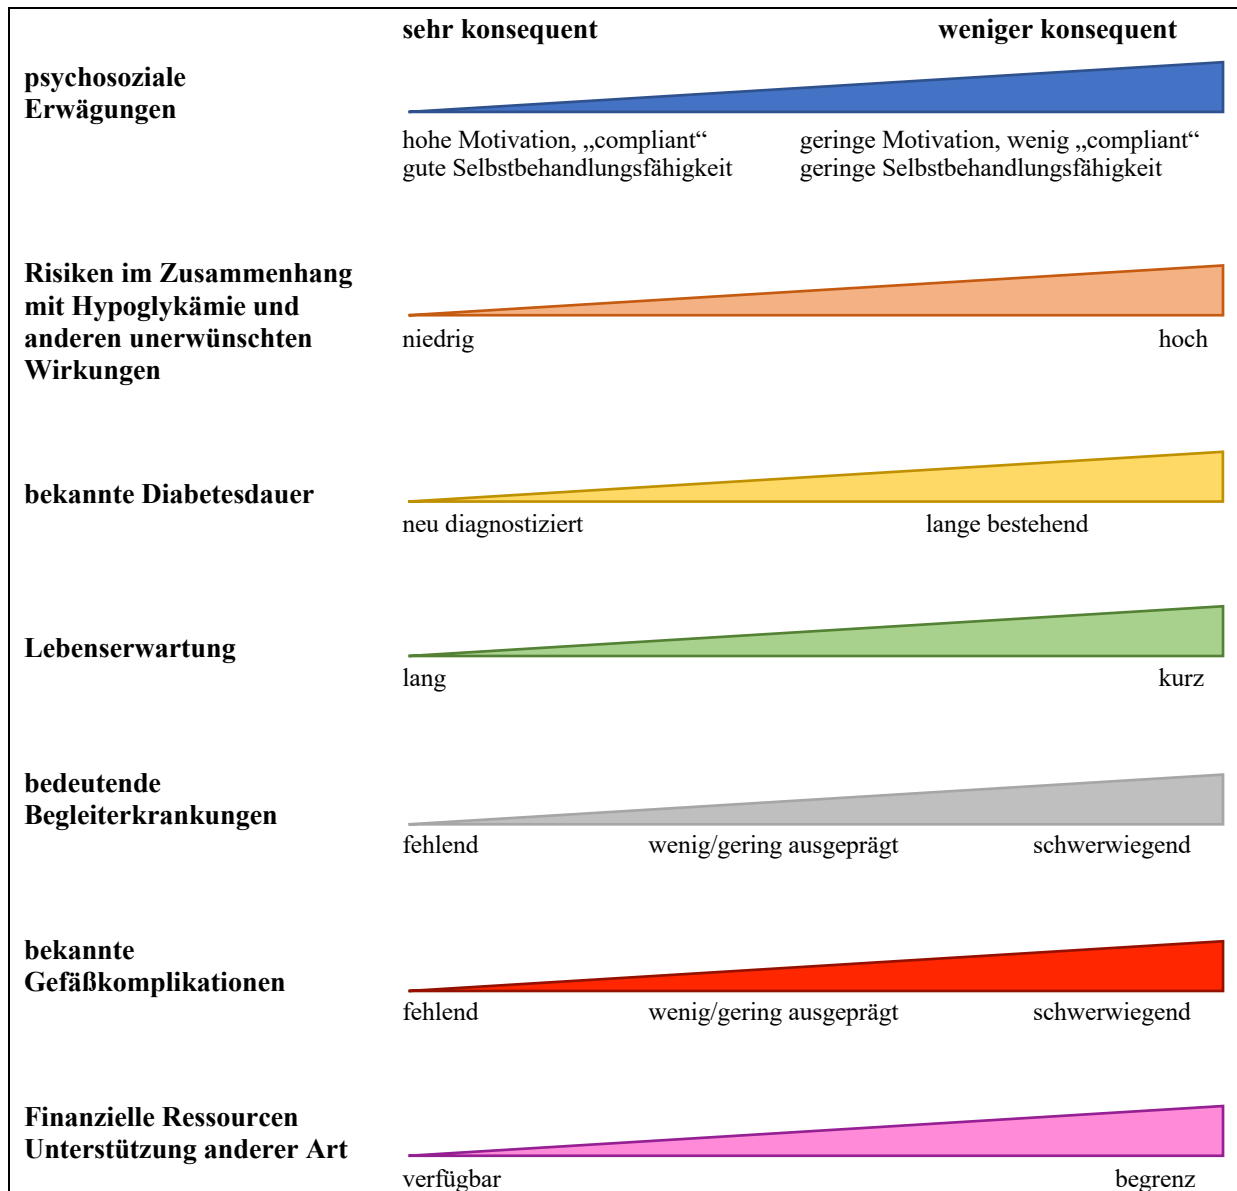 sehr konsequent weniger konsequent
psychosoziale
Erwägungen
hohe Motivation, „compliant“ geringe Motivation, wenig „compliant“
gute Selbstbehandlungsfähigkeit geringe Selbstbehandlungsfähigkeit
Risiken im Zusammenhang
mit Hypoglykämie und
anderen unerwünschten
Wirkungen
niedrig hoch
bekannte Diabetesdauer
neu diagnostiziert lange bestehend
Lebenserwartung
lang kurz
bedeutende
Begleiterkrankungen
fehlend wenig/gering ausgeprägt schwerwiegend
bekannte
Gefäßkomplikationen
fehlend wenig/gering ausgeprägt schwerwiegend
Finanzielle Ressourcen
Unterstützung anderer Art
verfügbar begrenz